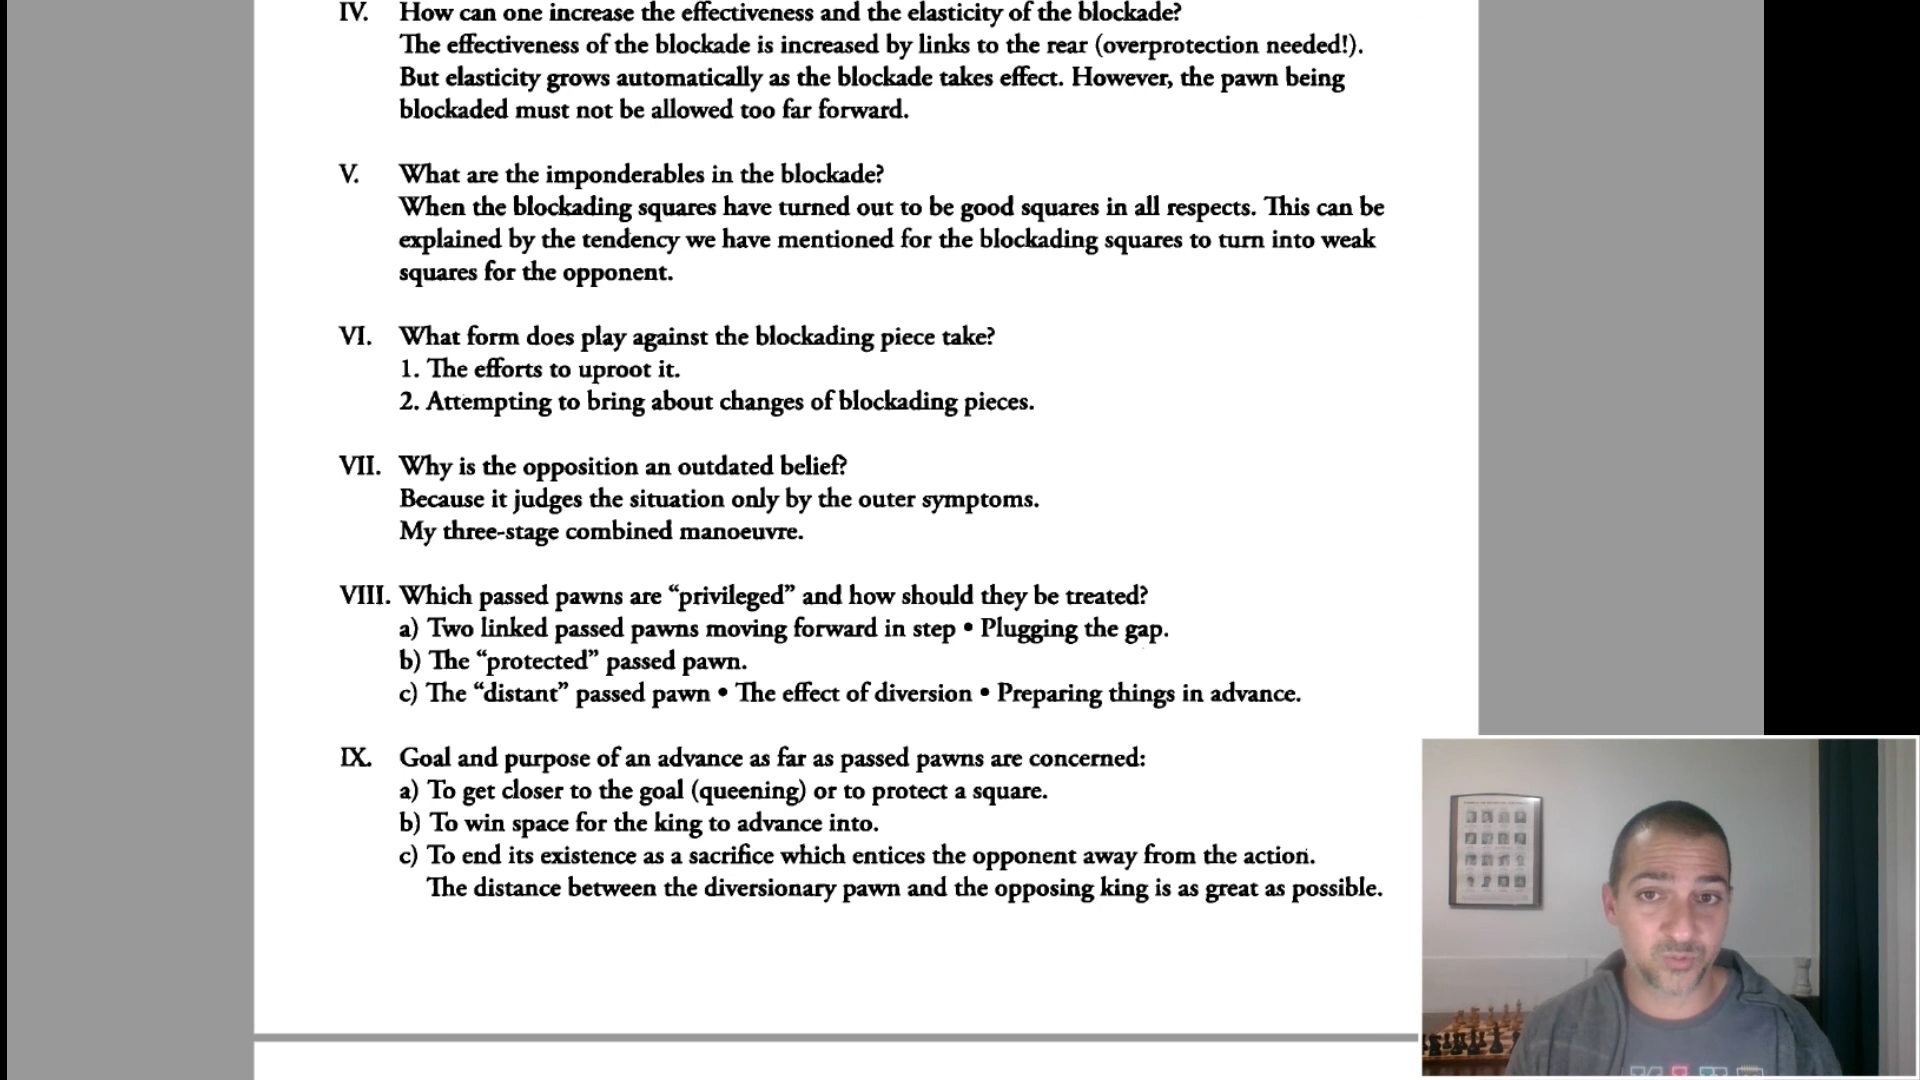 IV. How can one increase the effectiveness and the elasticity of the blockade?
The effectiveness of the blockade is increased by links to the rear (overprotection needed!).
But elasticity grows automatically as the blockade takes effect. However, the pawn being
blockaded must not be allowed too far forward.
V. What are the imponderables in the blockade?
When the blockading squares have turned out to be good squares in all respects. This can be
explained by the tendency we have mentioned for the blockading squares to turn into weak
squares for the opponent.
VI. What form does play against the blockading piece take?
1. The efforts to uproot it.
2. Attempting to bring about changes of blockading pieces.
VII. Why is the opposition an outdated belief?
Because it judges the situation only by the outer symptoms.
My three-stage combined manoeuvre.
VIII. Which passed pawns are “privileged” and how should they be treated?
a) Two linked passed pawns moving forward in step • Plugging the gap.
b) The “protected” passed pawn.
c) The “distant” passed pawn • The effect of diversion • Preparing things in advance.
IX. Goal and purpose of an advance as far as passed pawns are concerned:
a) To get closer to the goal (queening) or to protect a square.
b) To win space for the king to advance into.
c) To end its existence as a sacrifice which entices the opponent away from the action.
The distance between the diversionary pawn and the opposing king is as great as possible.